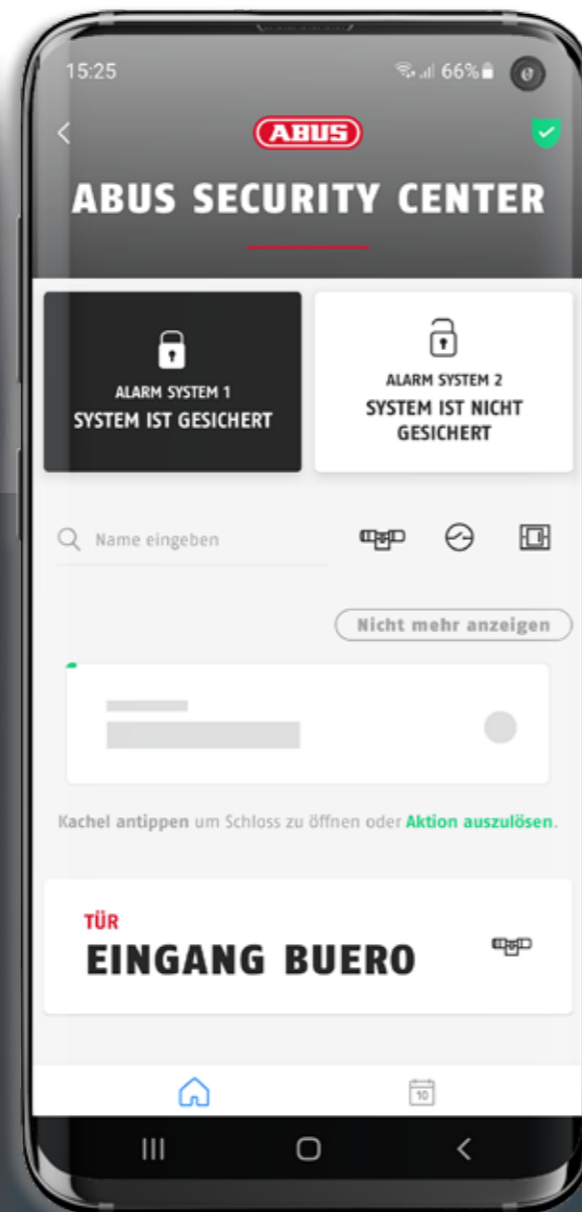 15:25
66%
ABUS
ABUS SECURITY CENTER
ALARM SYSTEM 1
SYSTEM IST GESICHERT
ALARM SYSTEM 2
SYSTEM IST NICHT
GESICHERT
Name eingeben
Nicht mehr anzeigen
Kachel antippen um Schloss zu öffnen oder Aktion auszulösen.
TÜR
EINGANG BUERO
10